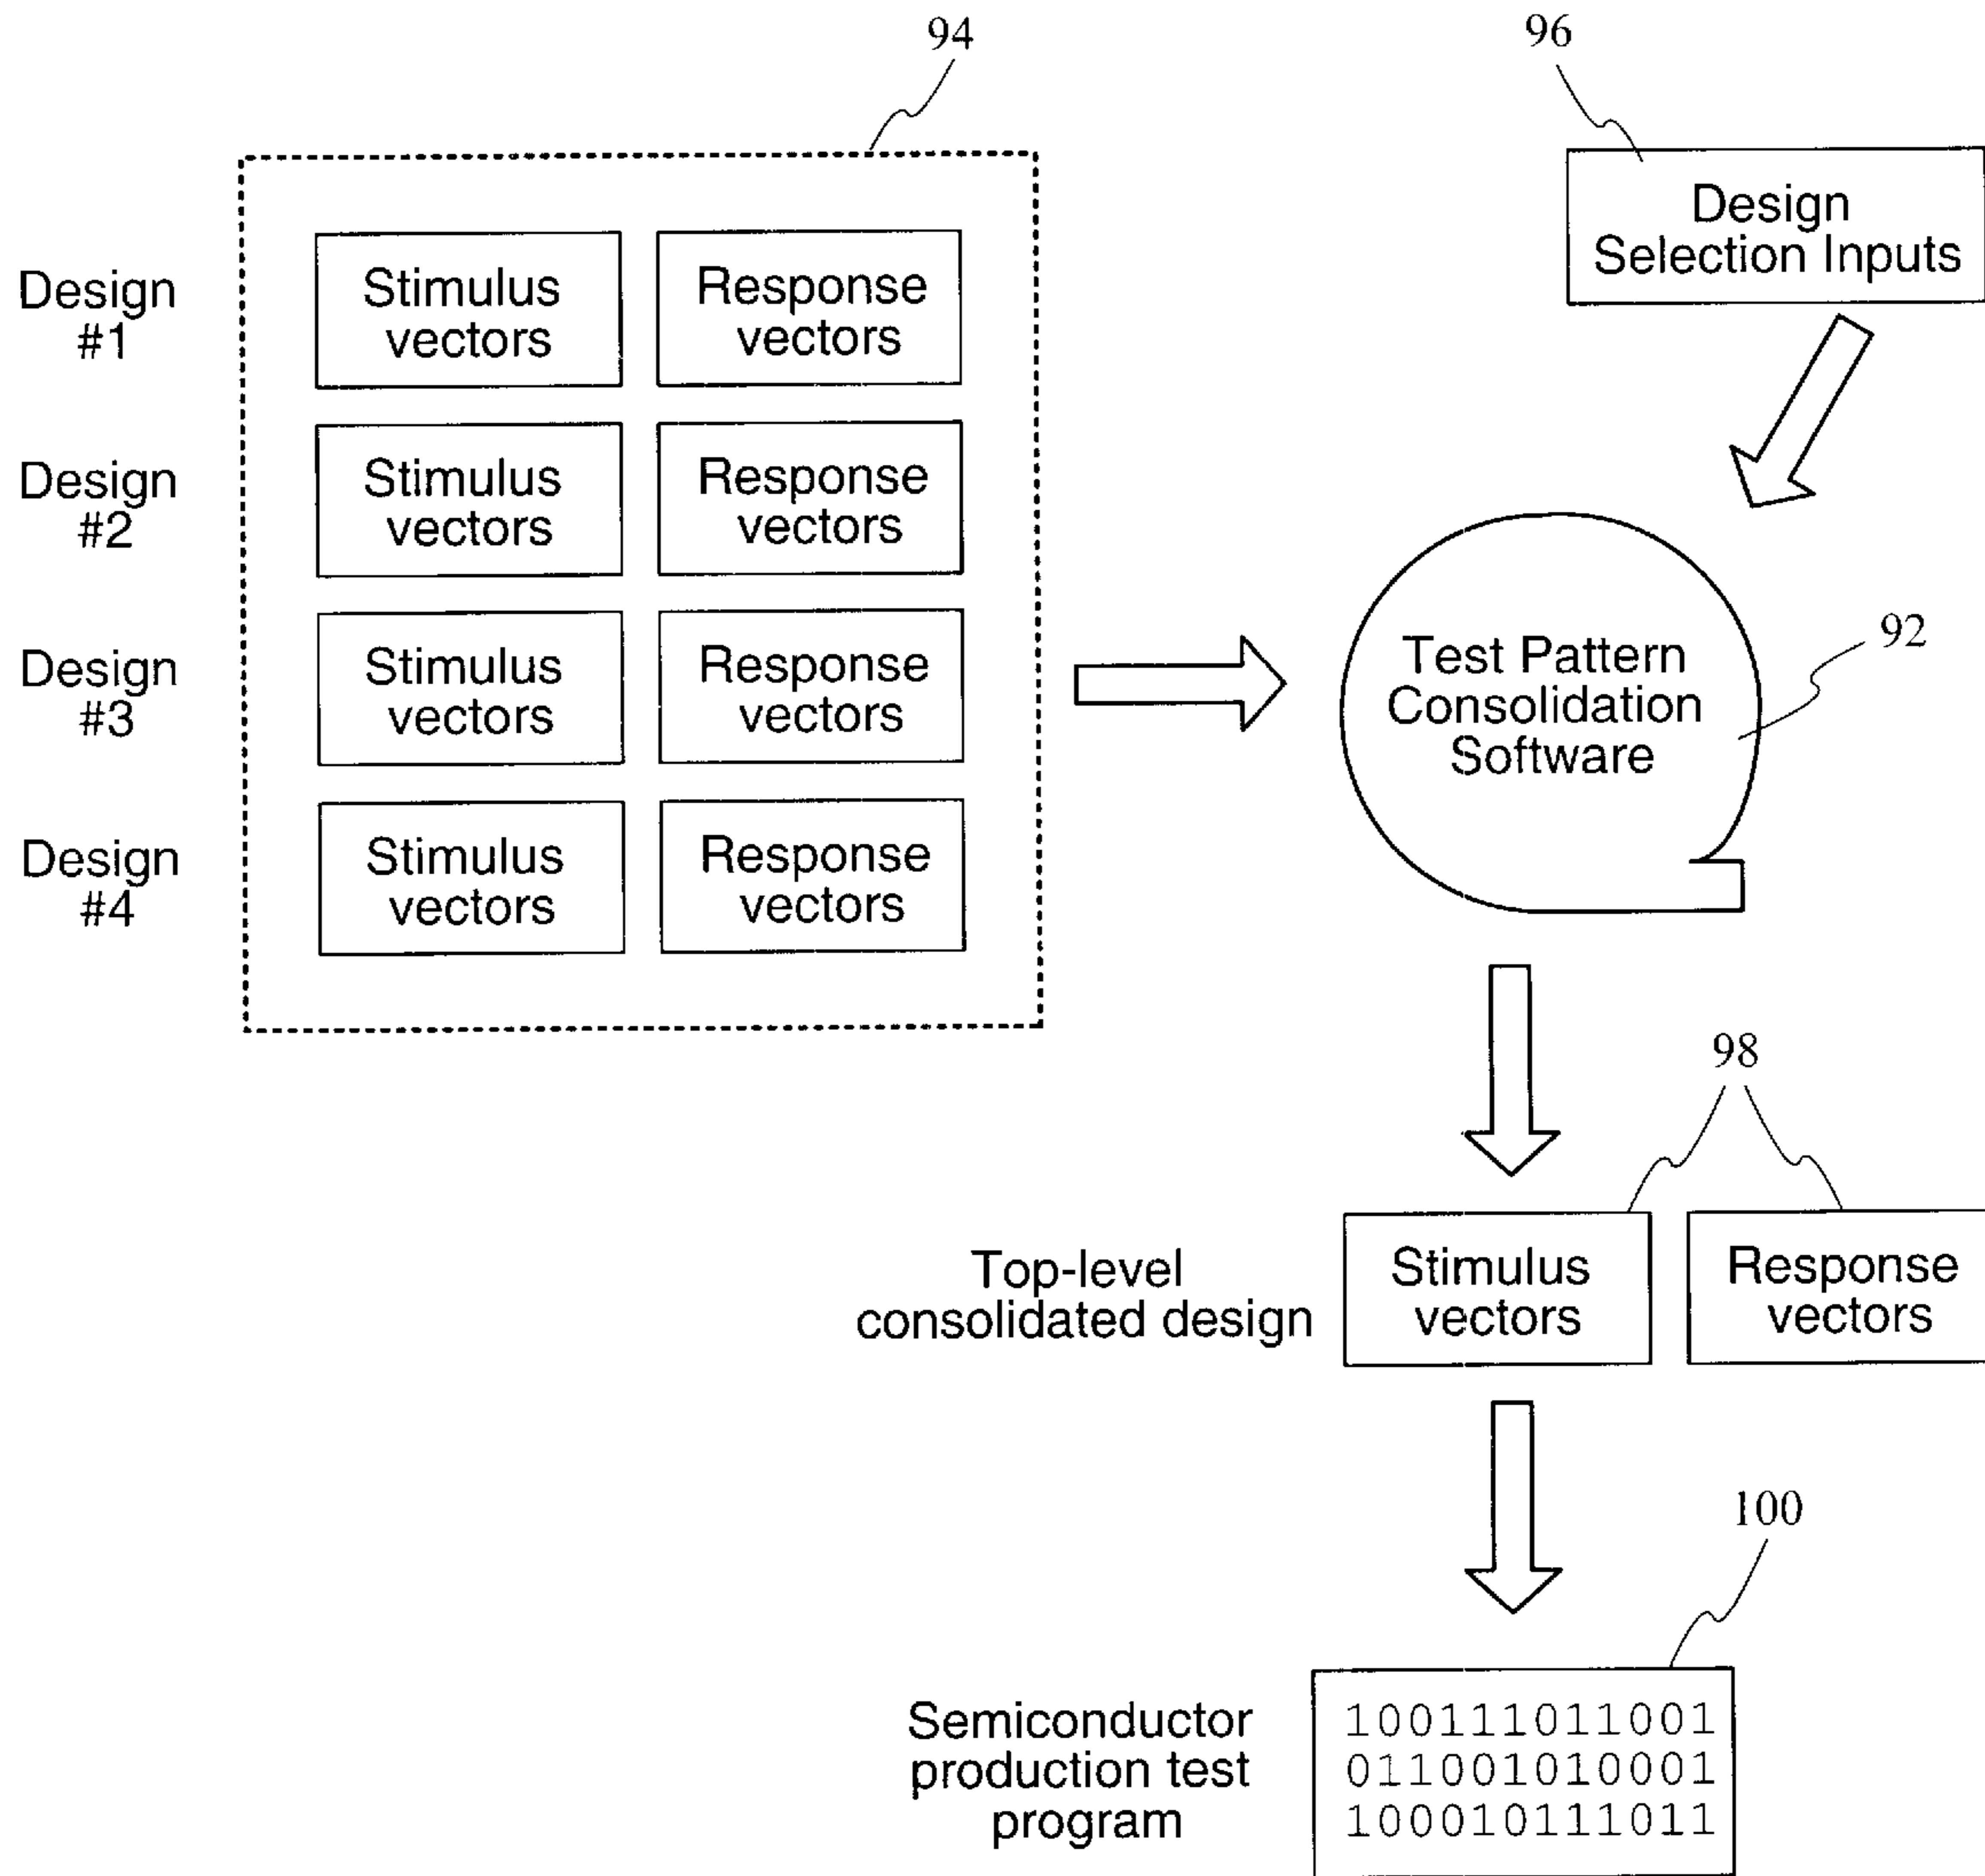 94
96
Design
Selection Inputs
Design
#1
Stimulus
vectors
Response
vectors
Design
#2
Stimulus
vectors
Response
vectors
Design
#3
Stimulus
vectors
Response
vectors
Design
#4
Stimulus
vectors
Response
vectors
Test Pattern
Consolidation
Software
92
98
Top-level
consolidated design
Stimulus
vectors
Response
vectors
100
Semiconductor
production test
program
100111011001
011001010001
100010111011